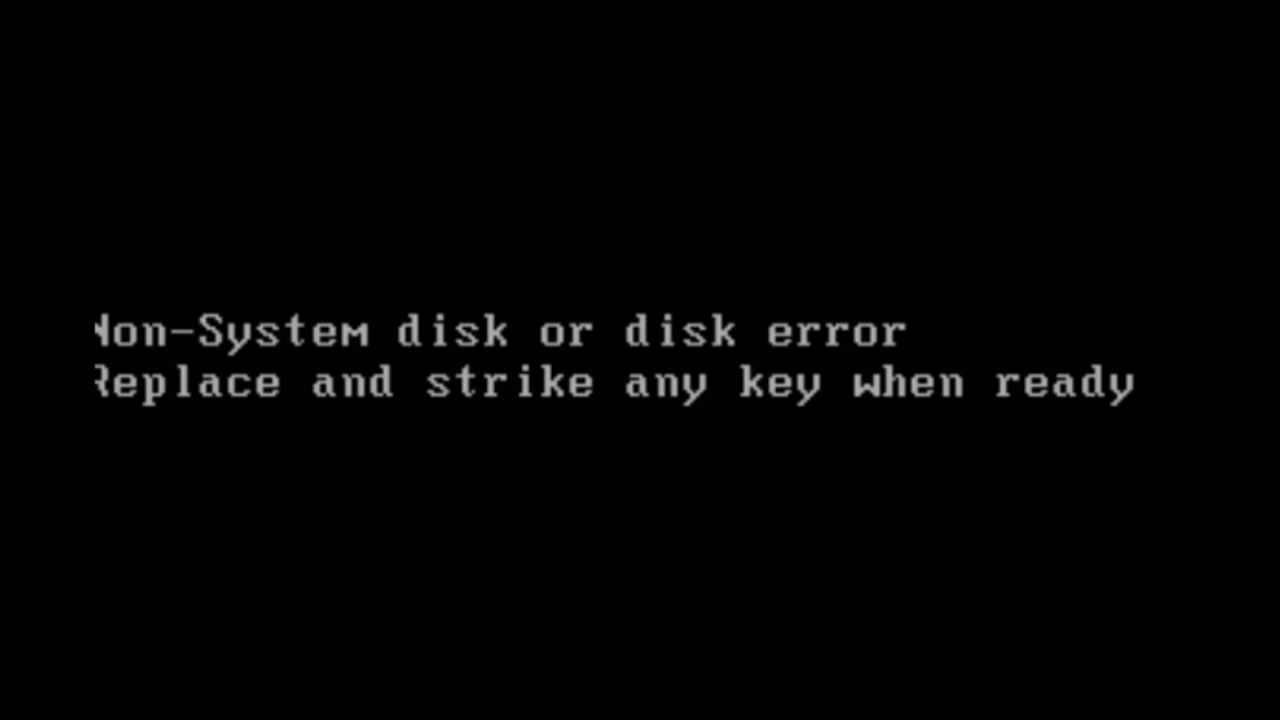 Non-System disk or disk error
Replace and strike any key when ready